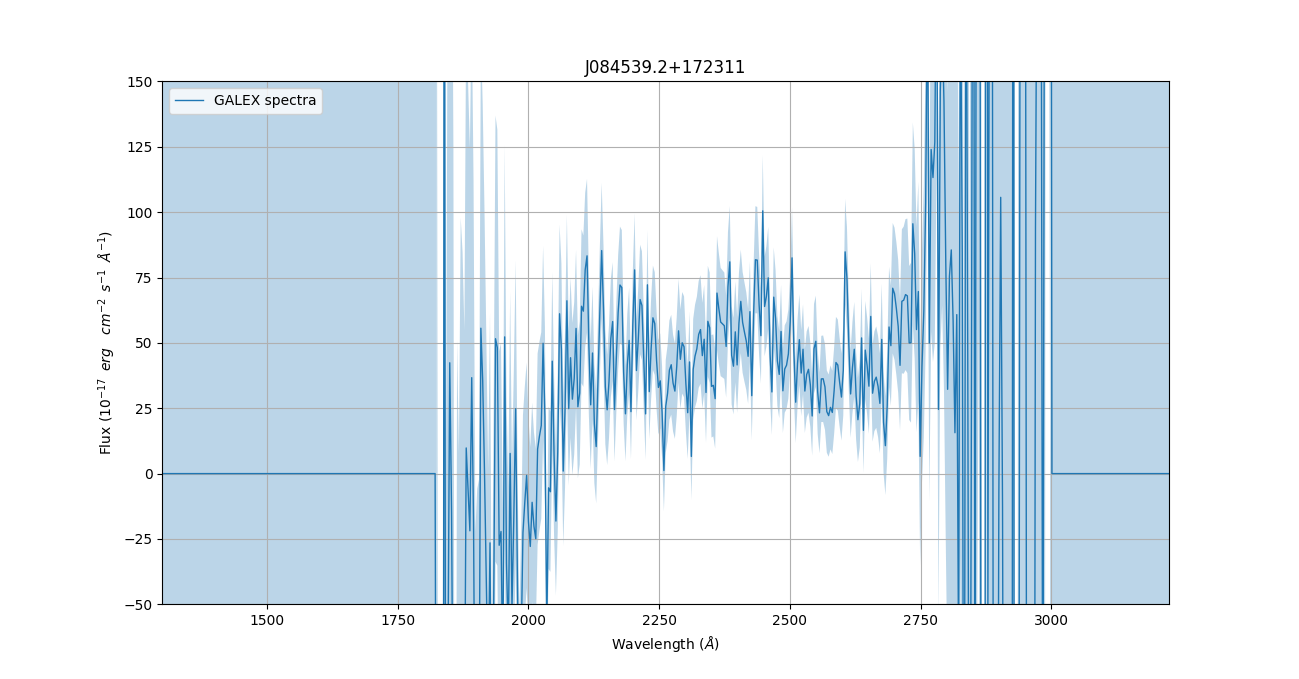 J084539.2+172311
GALEX spectra
150
125
100
75
50
25
0
−25
−50
Flux (10⁻¹⁷ erg cm⁻² s⁻¹ Å⁻¹)
1500 1750 2000 2250 2500 2750 3000
Wavelength (Å)